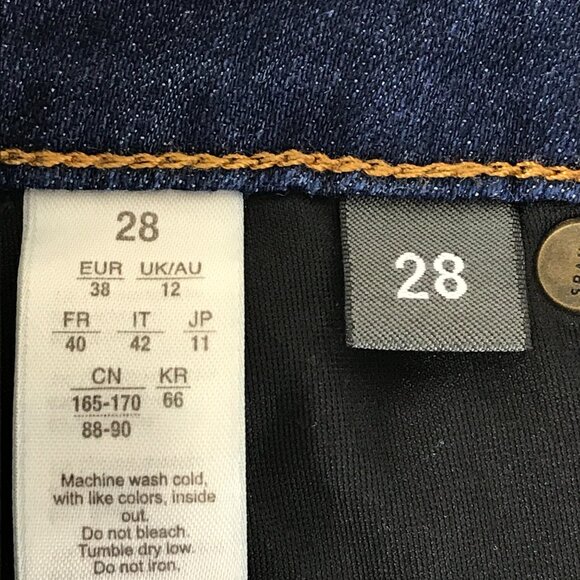 28
EUR UK/AU
38 12
FR IT JP
40 42 11
CN KR
165-170 66
88-90
Machine wash cold,
with like colors, inside
out.
Do not bleach.
Tumble dry low.
Do not iron.
28